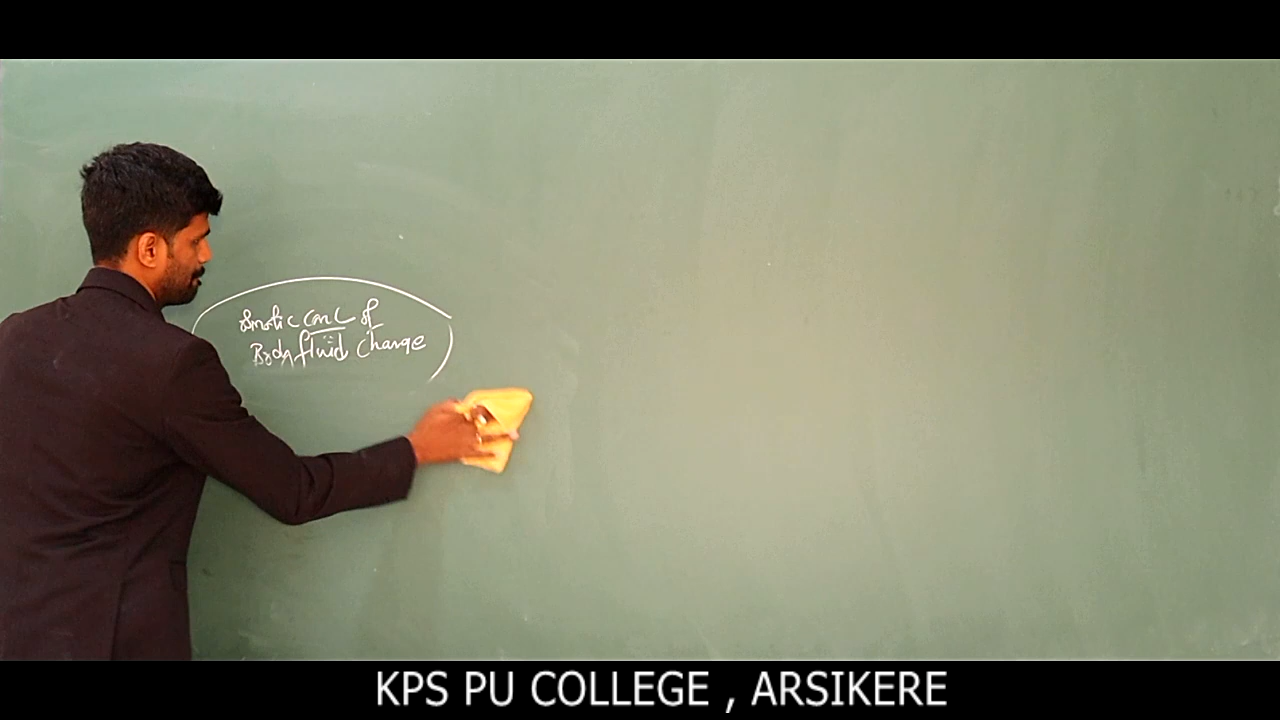 osmotic conc of
Body fluid change
KPS PU COLLEGE , ARSIKERE